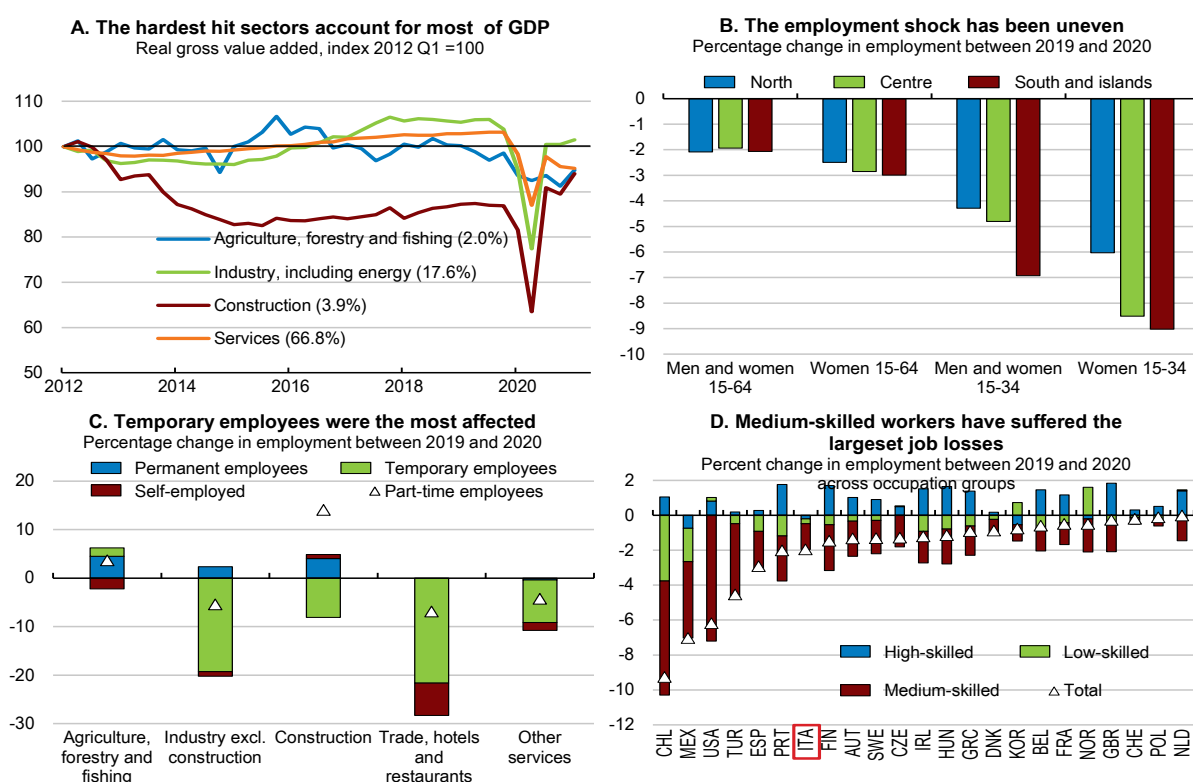 A. The hardest hit sectors account for most of GDP
Real gross value added, index 2012 Q1 =100
110
100
90
80
70
60
50
Agriculture, forestry and fishing (2.0%)
Industry, including energy (17.6%)
Construction (3.9%)
Services (66.8%)
2012 2014 2016 2018 2020
B. The employment shock has been uneven
Percentage change in employment between 2019 and 2020
North Centre South and islands
0
-1
-2
-3
-4
-5
-6
-7
-8
-9
-10
Men and women 15-64
Women 15-64
Men and women 15-34
Women 15-34
C. Temporary employees were the most affected
Percentage change in employment between 2019 and 2020
Permanent employees Temporary employees
Self-employed Part-time employees
20
10
0
-10
-20
-30
Agriculture, forestry and fishing
Industry excl. construction
Construction
Trade, hotels and restaurants
Other services
D. Medium-skilled workers have suffered the
largeset job losses
Percent change in employment between 2019 and 2020
across occupation groups
2
0
-2
-4
-6
-8
-10
-12
High-skilled Low-skilled
Medium-skilled Total
CHL MEX USA TUR ESP PRT ITA FIN AUT SWE CZE IRL HUN GRC DNK KOR BEL FRA NOR GBR CHE POL NLD